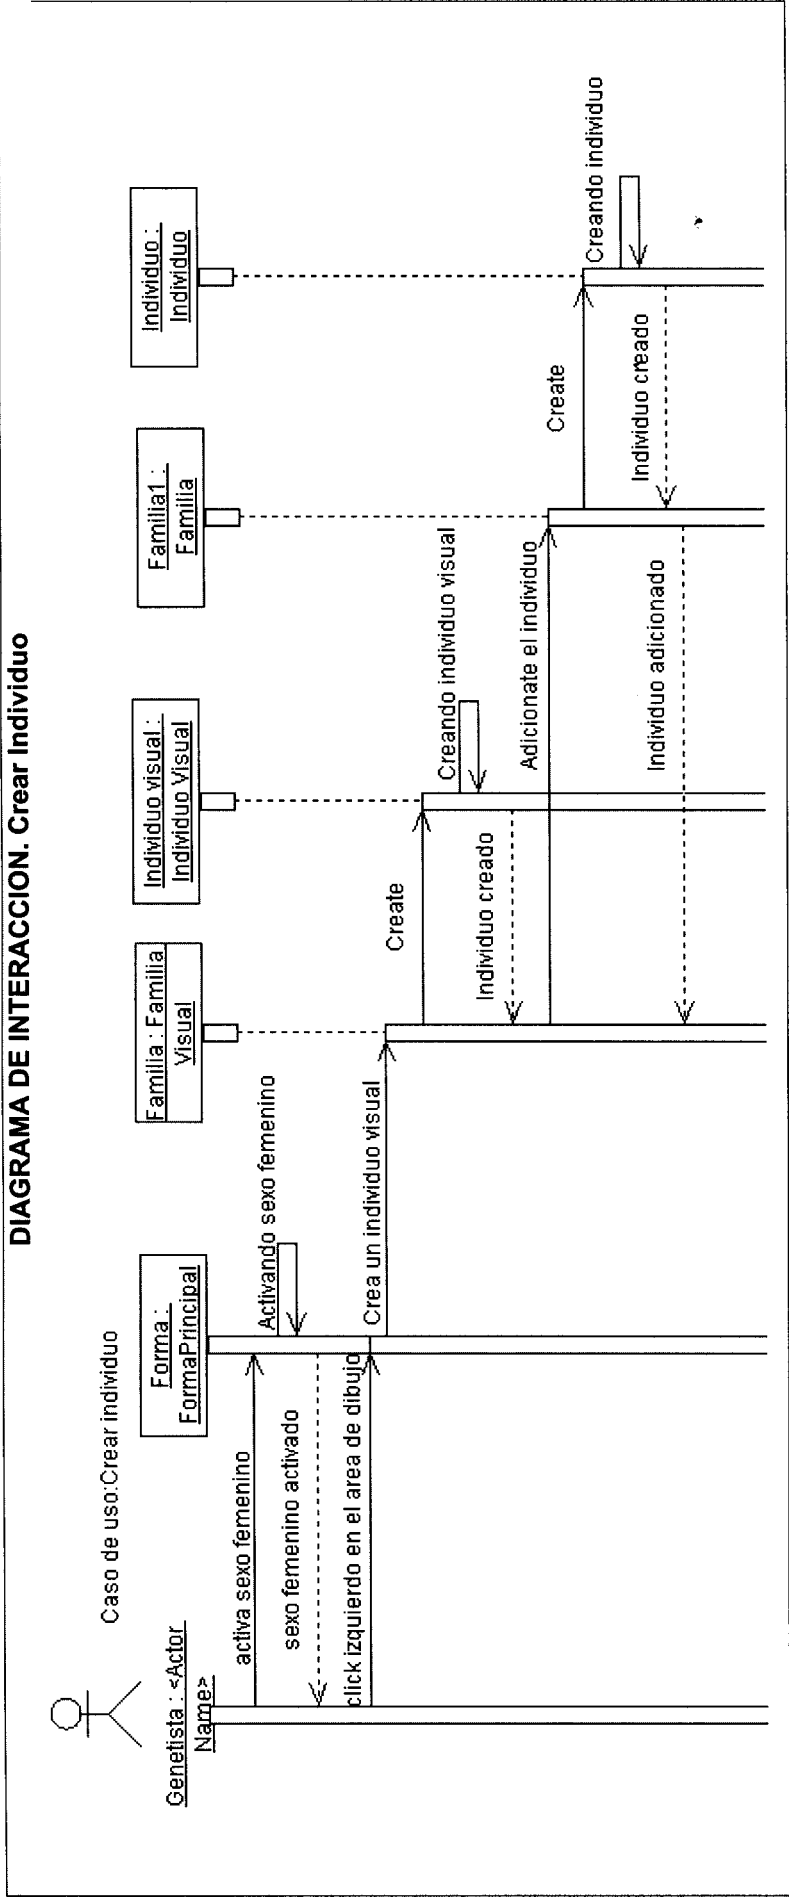 DIAGRAMA DE INTERACCION. Crear Individuo
Caso de uso:Crear individuo
Genetista : <Actor
Name>
Forma :
FormaPrincipal
Familia : Familia
Visual
Individuo visual :
Individuo Visual
Familia1 :
Familia
Individuo :
Individuo
activa sexo femenino
Activando sexo femenino
sexo femenino activado
click izquierdo en el area de dibujo
Crea un individuo visual
Create
Creando individuo visual
Individuo creado
Adicionate el individuo
Create
Creando individuo
Individuo creado
Individuo adicionado